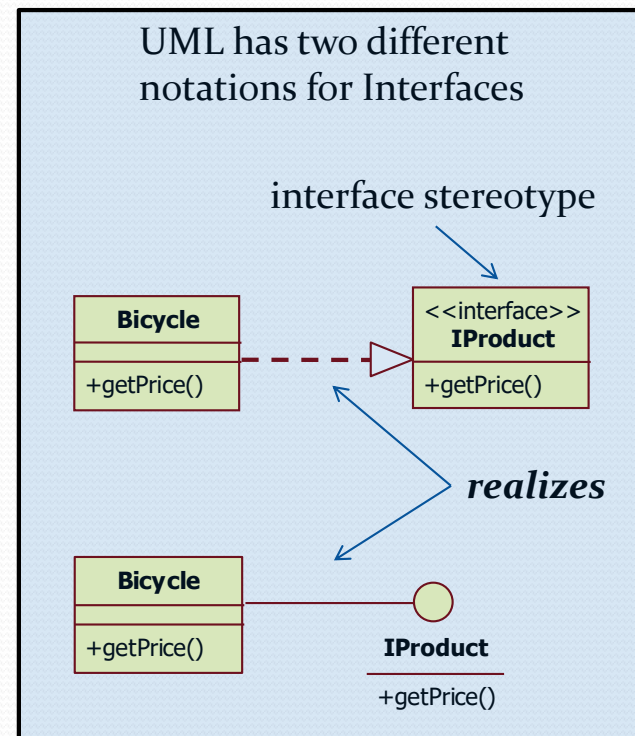 UML has two different
notations for Interfaces
interface stereotype
Bicycle
+getPrice()
<<interface>>
IProduct
+getPrice()
realizes
Bicycle
+getPrice()
IProduct
+getPrice()